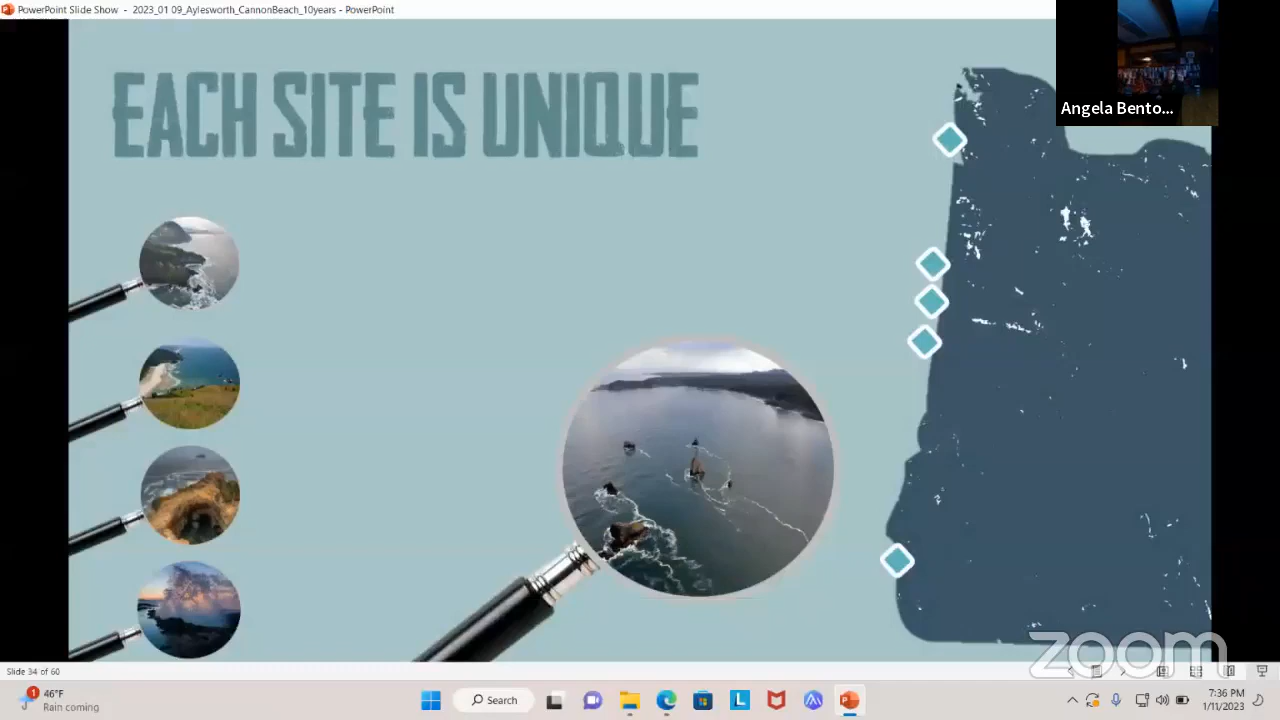 PowerPoint Slide Show - 2023_01 09_Aylesworth_CannonBeach_10years - PowerPoint
Angela Bento...
EACH SITE IS UNIQUE
zoom
Slide 34 of 60
1
46°F
Rain coming
Search
L
7:36 PM
1/11/2023